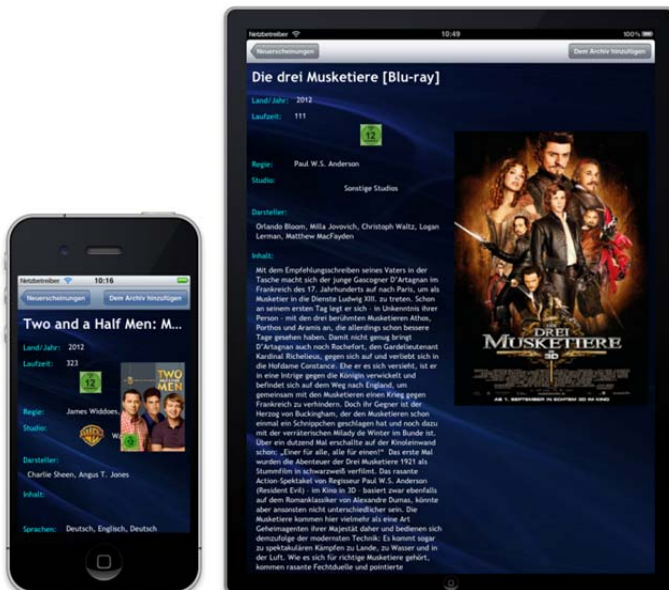 Netzbetreiber 10:16
Neuerscheinungen Dem Archiv hinzufügen
Two and a Half Men: M...
Land/Jahr: 2012
Laufzeit: 323
12
TWO
MEN
Regie: James Widdoes,
Studio:
Darsteller:
Charlie Sheen, Angus T. Jones
Inhalt:
Sprachen: Deutsch, Englisch, Deutsch
Netzbetreiber 10:49 100%
Neuerscheinungen Dem Archiv hinzufügen
Die drei Musketiere [Blu-ray]
Land/Jahr: 2012
Laufzeit: 111
12
Regie: Paul W.S. Anderson
Studio:
Sonstige Studios
Darsteller:
Orlando Bloom, Milla Jovovich, Christoph Waltz, Logan
Lerman, Matthew MacFayden
Inhalt:
Mit dem Empfehlungsschreiben seines Vaters in der
Tasche macht sich der junge Gascogner D'Artagnan im
Frankreich des 17. Jahrhunderts auf nach Paris, um als
Musketier in die Dienste Ludwig XIII. zu treten. Schon
an seinem ersten Tag legt er sich - in Unkenntnis ihrer
Person - mit den drei berühmten Musketieren Athos,
Porthos und Aramis an, die allerdings schon bessere
Tage gesehen haben. Damit nicht genug bringt
D'Artagnan auch noch Rochefort, den Gardelieutenant
Kardinal Richelieus, gegen sich auf und verliebt sich in
die Hofdame Constance. Ehe er es sich versieht, ist er
in eine Intrige gegen die Königin verwickelt und
befindet sich auf dem Weg nach England, um
gemeinsam mit den Musketieren einen Krieg gegen
Frankreich zu verhindern. Doch ihr Gegner ist der
Herzog von Buckingham, der den Musketieren schon
einmal ein Schnippchen geschlagen hat und noch dazu
mit der verräterischen Milady de Winter im Bunde ist.
Über ein dutzend Mal erschallte auf der Kinoleinwand
schon: „Einer für alle, alle für einen!“ Das erste Mal
wurden die Abenteuer der Drei Musketiere 1921 als
Stummfilm in schwarzweiß verfilmt. Das rasante
Action-Spektakel von Regisseur Paul W.S. Anderson
(Resident Evil) - im Kino in 3D - basiert zwar ebenfalls
auf dem Romanklassiker von Alexandre Dumas, könnte
aber ansonsten nicht unterschiedlicher sein. Die
Musketiere kommen hier vielmehr als eine Art
Geheimagenten ihrer Majestät daher und bedienen sich
demzufolge der modernsten Technik: Es kommt sogar
zu spektakulären Kämpfen zu Lande, zu Wasser und in
der Luft. Wie es sich für richtige Musketiere gehört,
kommen rasante Fechtduelle und pointierte
DIE
DREI
MUSKETIERE
IN 3D
AB 1. SEPTEMBER IN ECHTEM 3D IM KINO